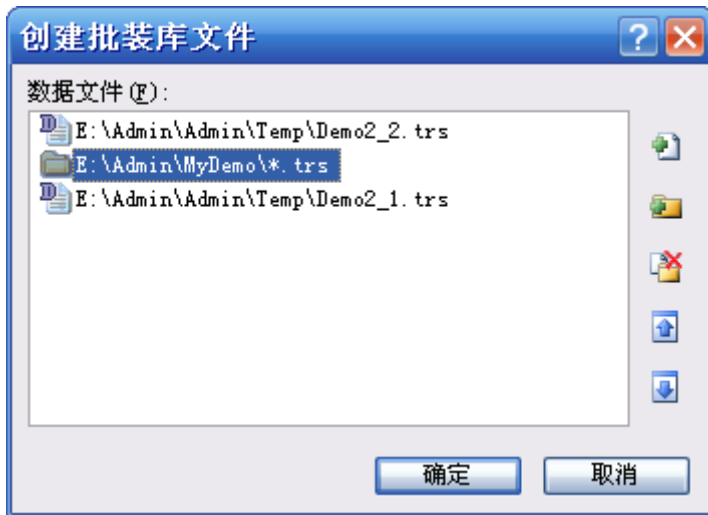 创建批装库文件
数据文件(F):
E:\Admin\Admin\Temp\Demo2_2.trs
E:\Admin\MyDemo\*.trs
E:\Admin\Admin\Temp\Demo2_1.trs
确定
取消